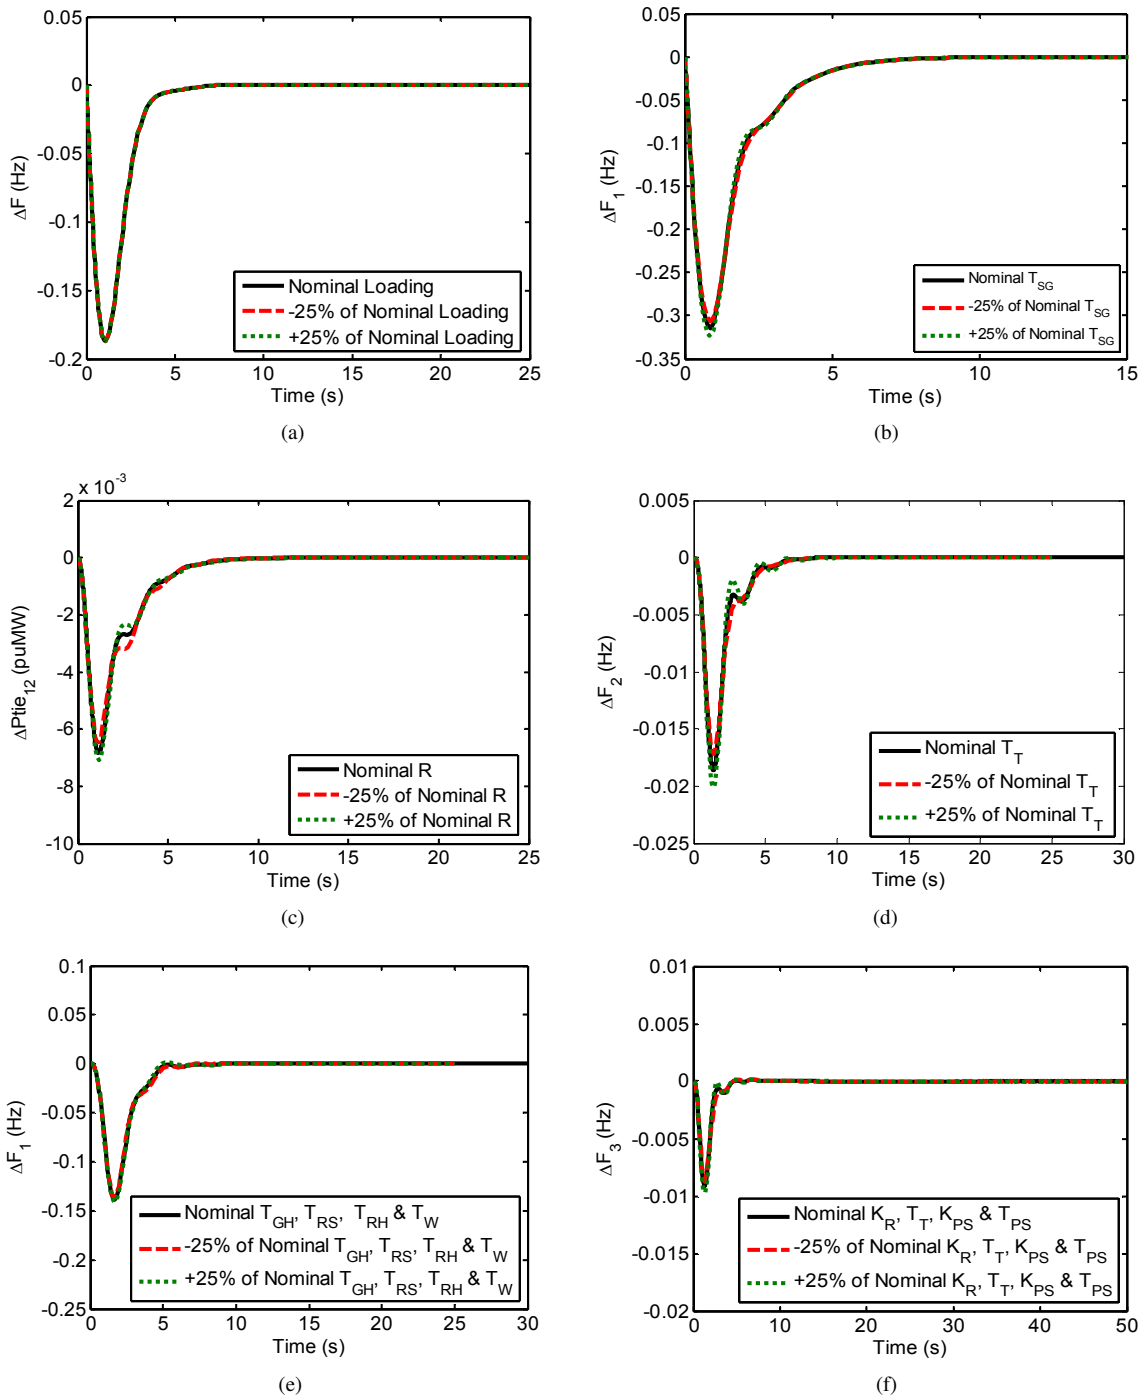 0.05
0
-0.05
-0.1
-0.15
-0.2
ΔF (Hz)
Nominal Loading
-25% of Nominal Loading
+25% of Nominal Loading
0 5 10 15 20 25
Time (s)
(a)
0.05
0
-0.05
-0.1
-0.15
-0.2
-0.25
-0.3
-0.35
ΔF1 (Hz)
Nominal TSG
-25% of Nominal TSG
+25% of Nominal TSG
0 5 10 15
Time (s)
(b)
x 10-3
2
0
-2
-4
-6
-8
-10
ΔPtie12 (puMW)
Nominal R
-25% of Nominal R
+25% of Nominal R
0 5 10 15 20 25
Time (s)
(c)
0.005
0
-0.005
-0.01
-0.015
-0.02
-0.025
ΔF2 (Hz)
Nominal TT
-25% of Nominal TT
+25% of Nominal TT
0 5 10 15 20 25 30
Time (s)
(d)
0.1
0.05
0
-0.05
-0.1
-0.15
-0.2
-0.25
ΔF1 (Hz)
Nominal TGH, TRS, TRH & TW
-25% of Nominal TGH, TRS, TRH & TW
+25% of Nominal TGH, TRS, TRH & TW
0 5 10 15 20 25 30
Time (s)
(e)
0.01
0.005
0
-0.005
-0.01
-0.015
-0.02
ΔF3 (Hz)
Nominal KR, TT, KPS & TPS
-25% of Nominal KR, TT, KPS & TPS
+25% of Nominal KR, TT, KPS & TPS
0 10 20 30 40 50
Time (s)
(f)